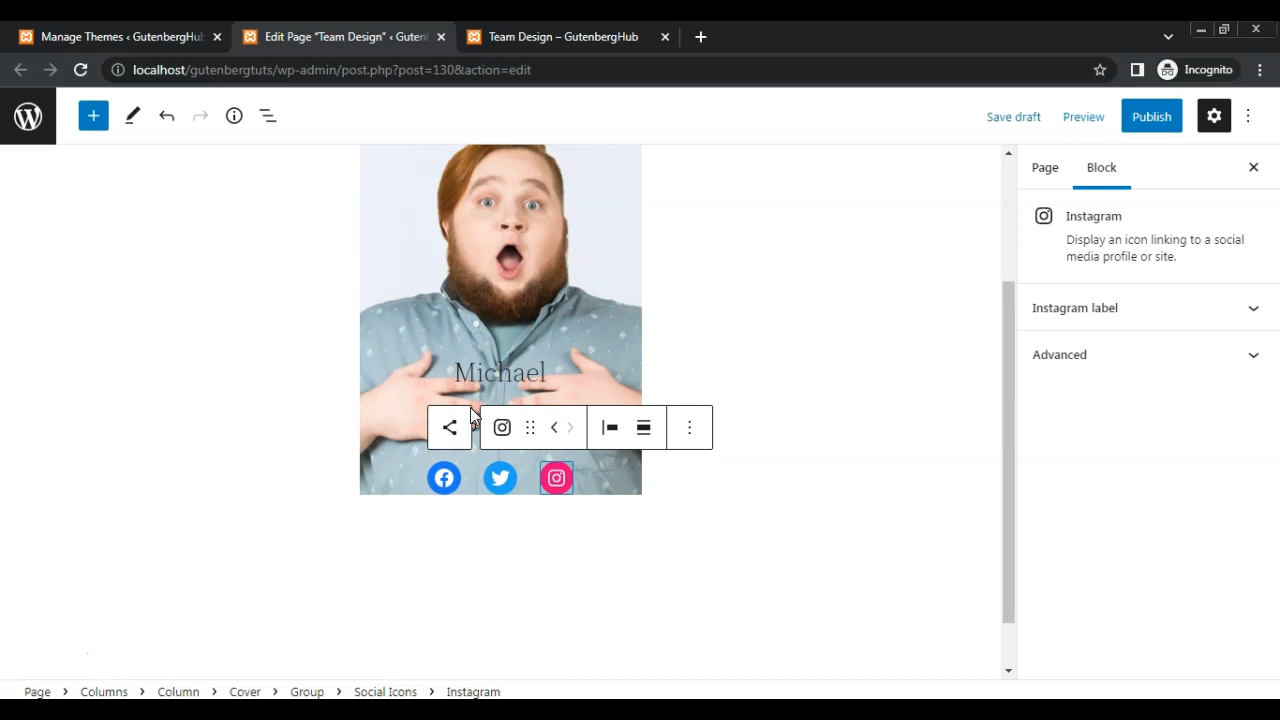 Manage Themes ‹ GutenbergHub
Edit Page "Team Design" ‹ Guten
Team Design – GutenbergHub
localhost/gutenbergtuts/wp-admin/post.php?post=130&action=edit
Incognito
Save draft
Preview
Publish
Page
Block
Instagram
Display an icon linking to a social
media profile or site.
Instagram label
Advanced
Michael
Page > Columns > Column > Cover > Group > Social Icons > Instagram